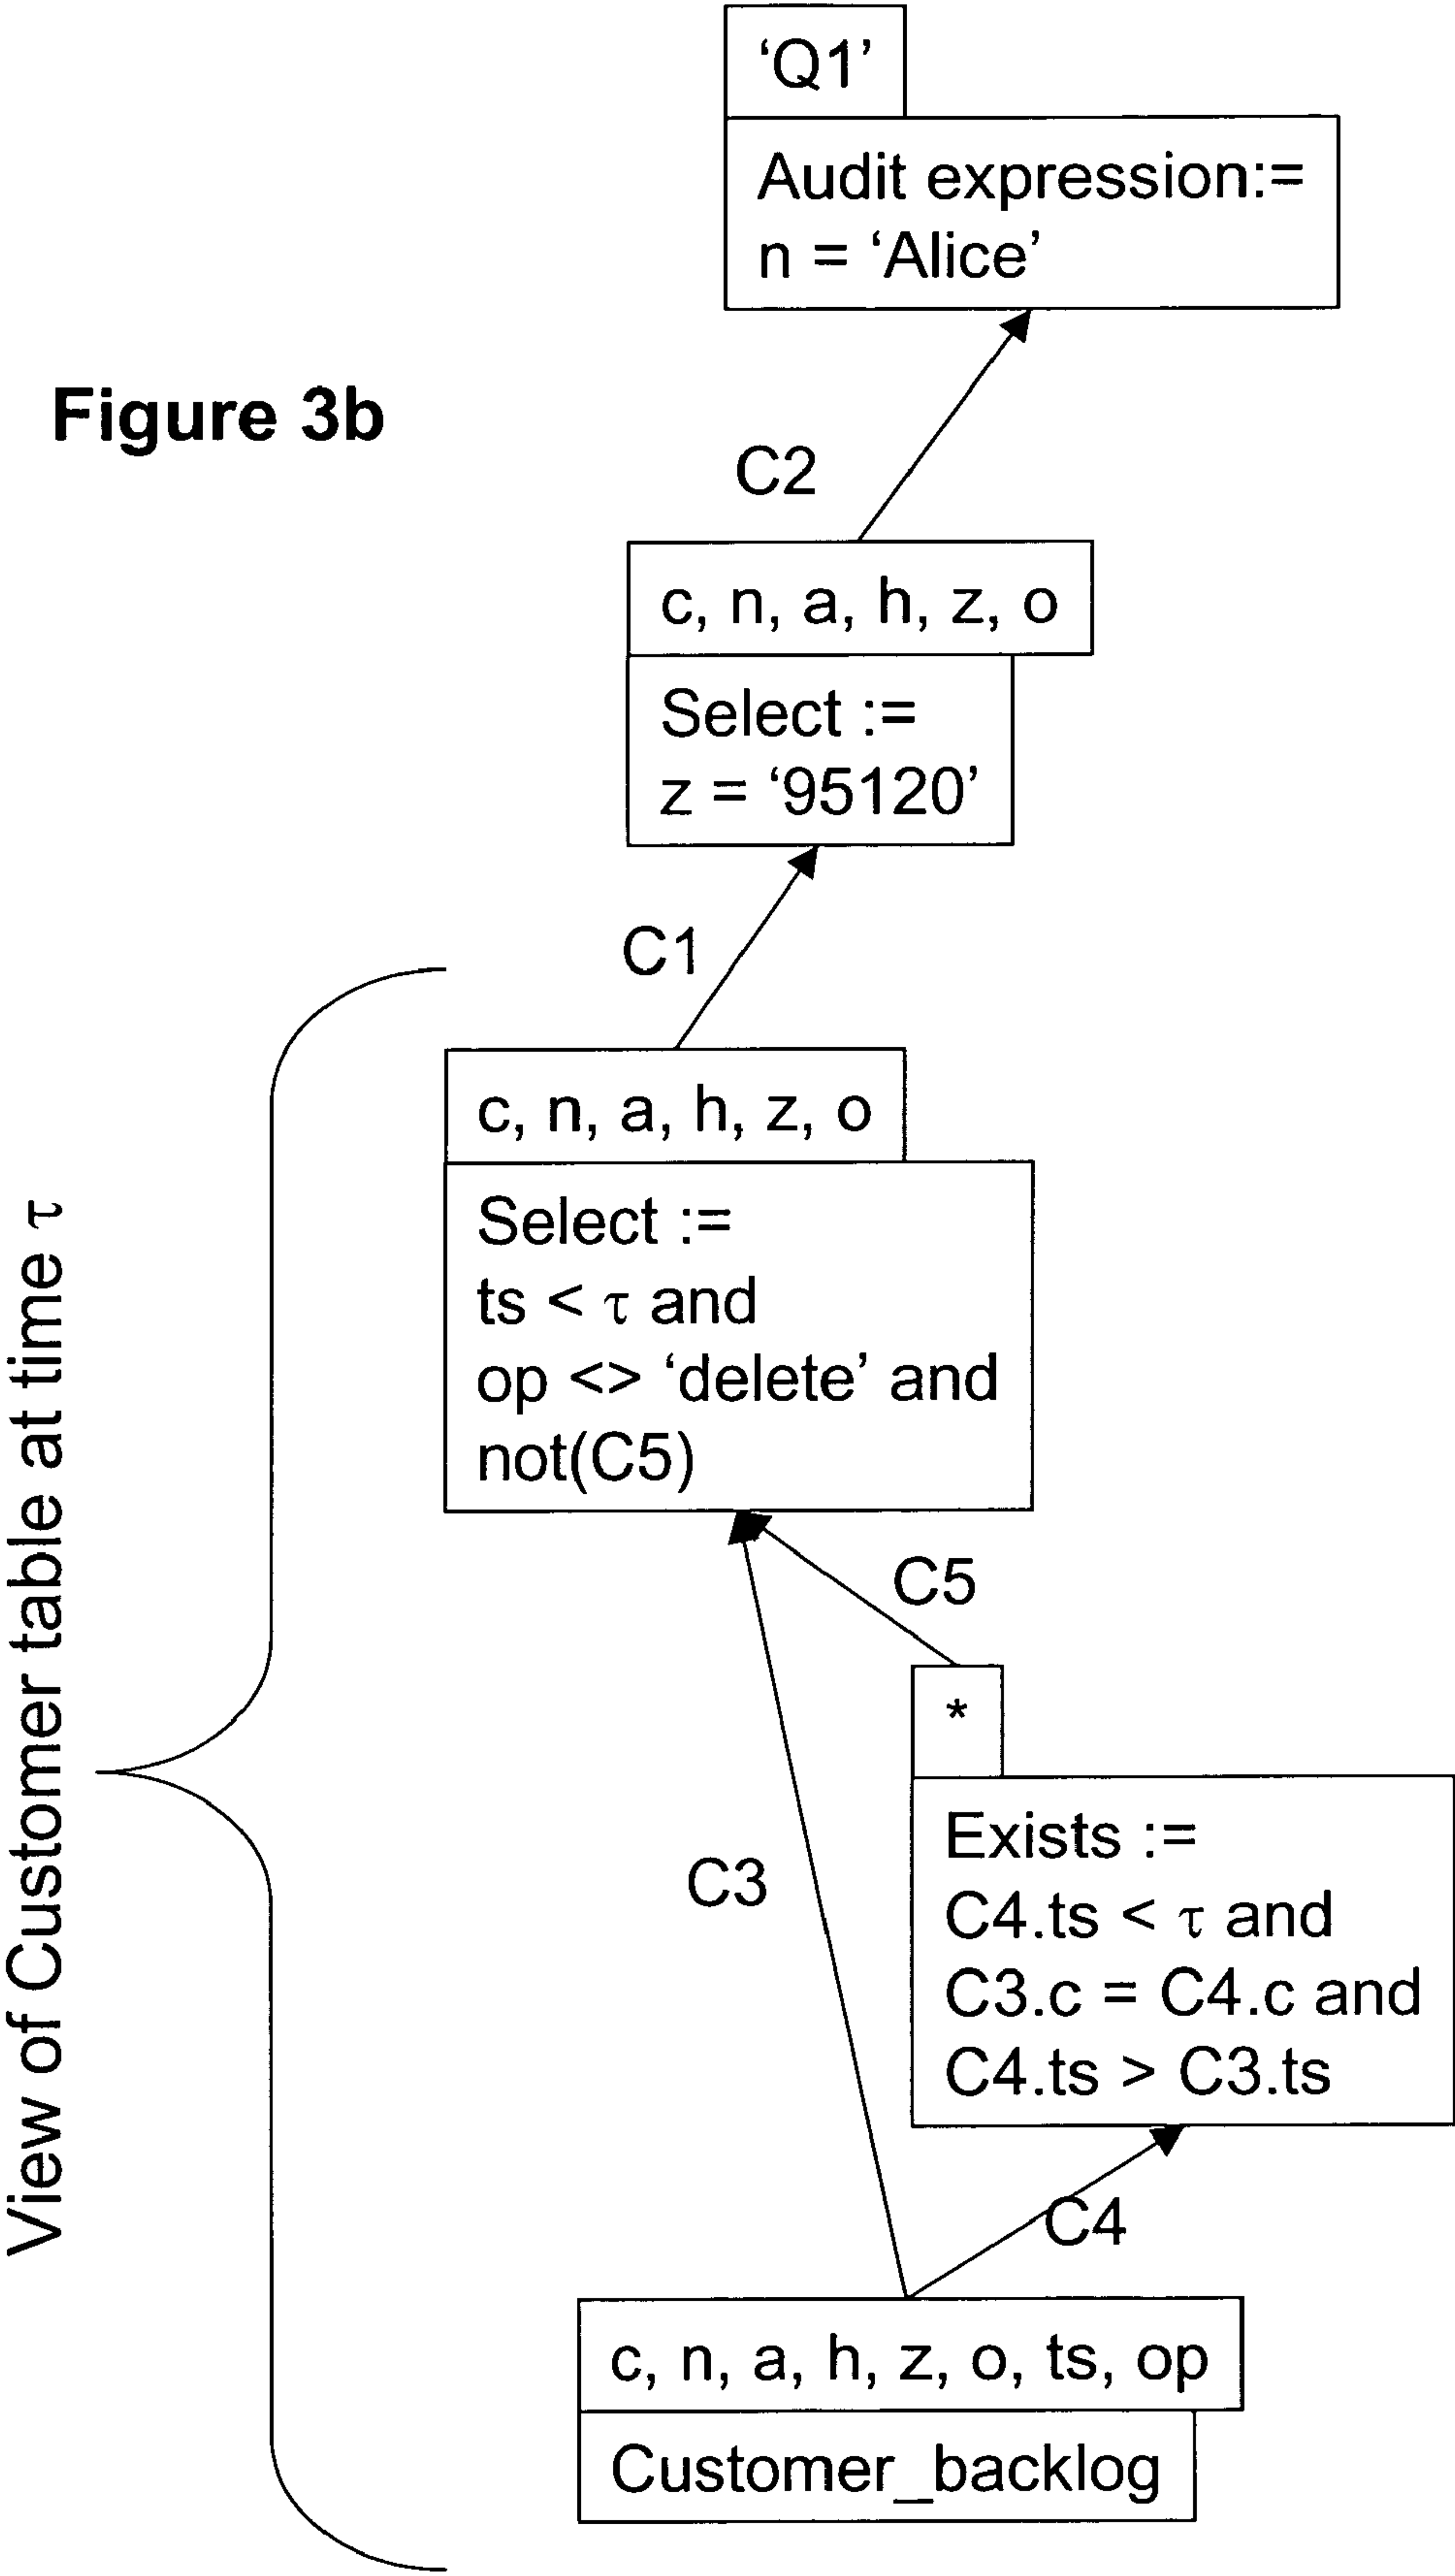 ‘Q1’
Audit expression:=
n = ‘Alice’
Figure 3b
C2
c, n, a, h, z, o
Select :=
z = ‘95120’
C1
c, n, a, h, z, o
Select :=
ts < τ and
op <> ‘delete’ and
not(C5)
View of Customer table at time τ
C5
*
Exists :=
C4.ts < τ and
C3.c = C4.c and
C4.ts > C3.ts
C3
C4
c, n, a, h, z, o, ts, op
Customer_backlog